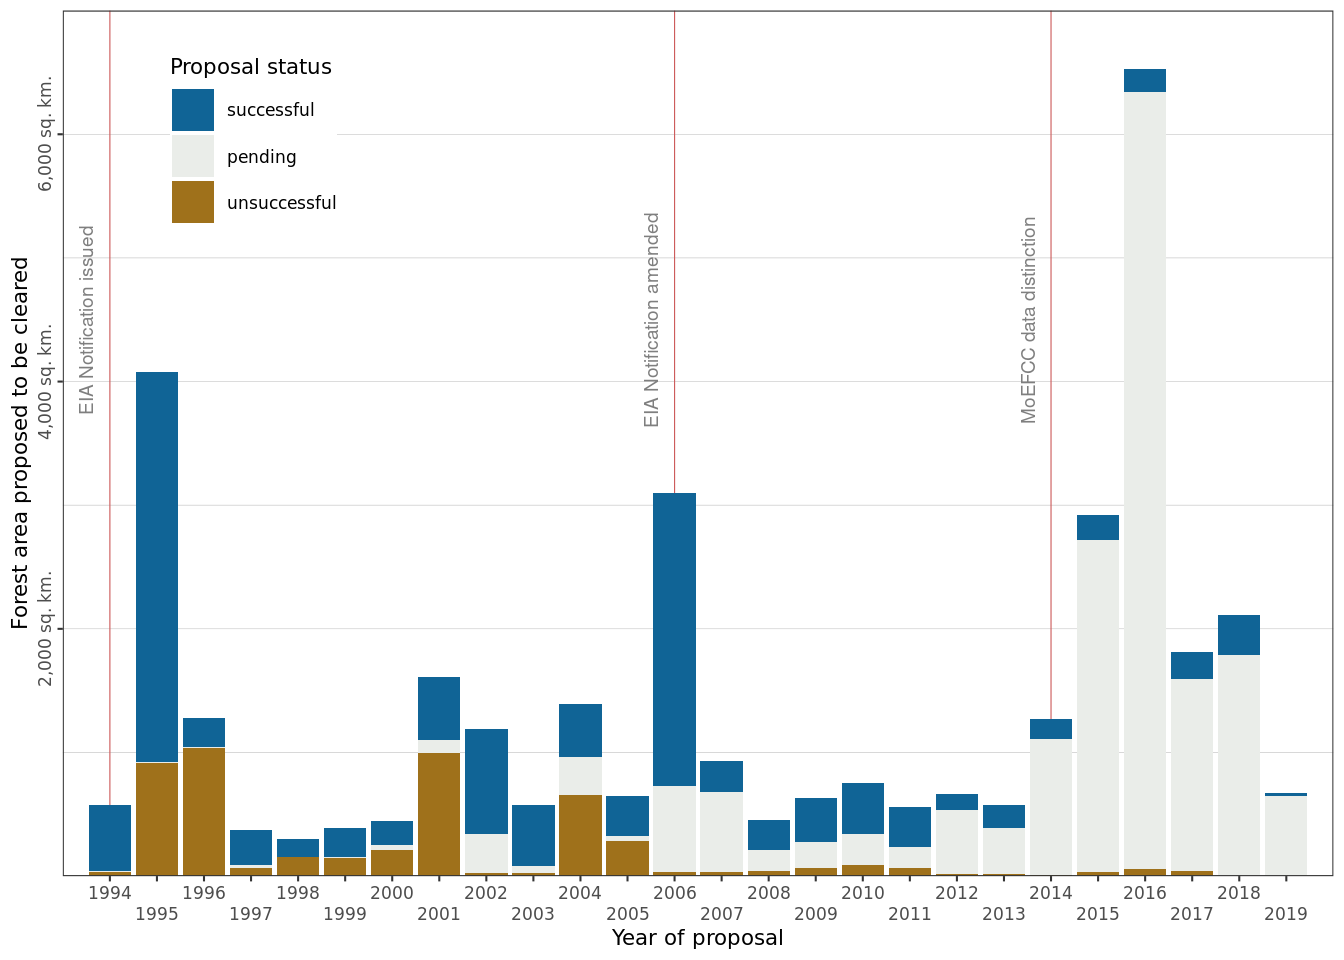 Proposal status
successful
pending
unsuccessful
Forest area proposed to be cleared
6,000 sq. km.
4,000 sq. km.
2,000 sq. km.
EIA Notification issued
EIA Notification amended
MoEFCC data distinction
1994 1996 1998 2000 2002 2004 2006 2008 2010 2012 2014 2016 2018
1995 1997 1999 2001 2003 2005 2007 2009 2011 2013 2015 2017 2019
Year of proposal